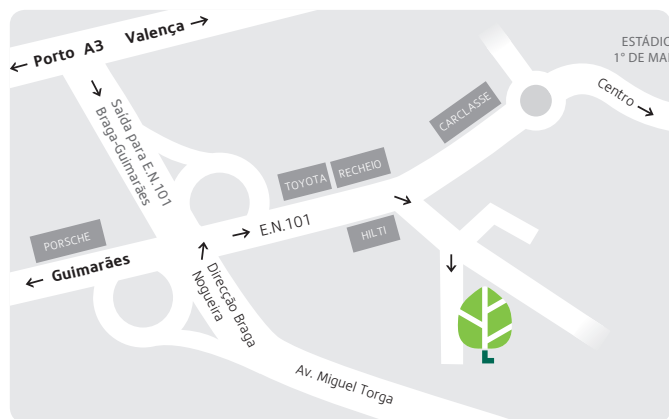 ← Porto A3 Valença →
ESTÁDIO
1º DE MAI
Centro →
Saída para E.N.101
Braga-Guimarães
CARCLASSE
TOYOTA
RECHEIO
PORSCHE
E.N.101
HILTI
← Guimarães
Direcção Braga
Nogueira
Av. Miguel Torga